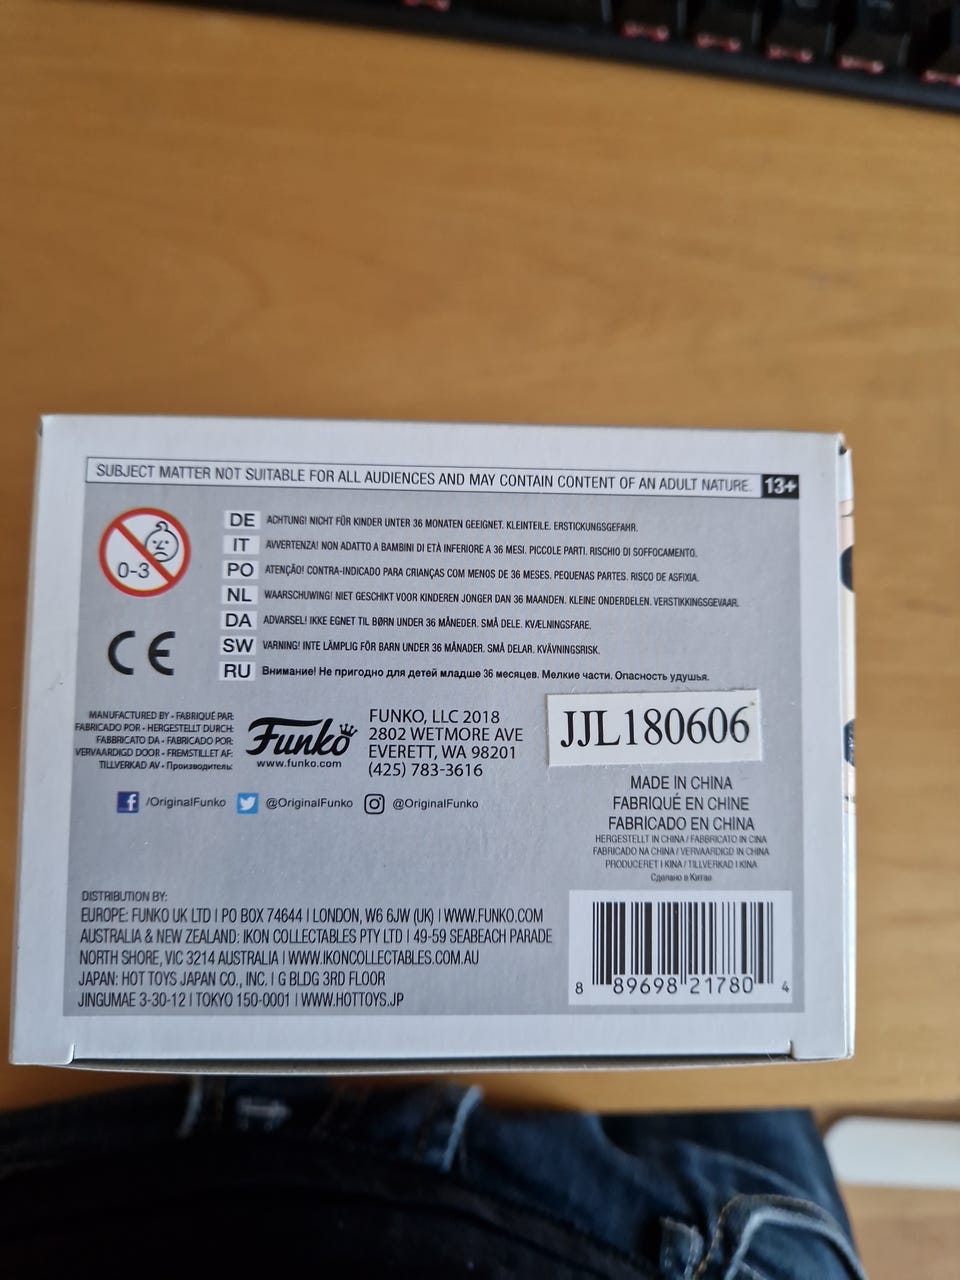 SUBJECT MATTER NOT SUITABLE FOR ALL AUDIENCES AND MAY CONTAIN CONTENT OF AN ADULT NATURE. 13+
0-3
DE ACHTUNG! NICHT FÜR KINDER UNTER 36 MONATEN GEEIGNET. KLEINTEILE. ERSTICKUNGSGEFAHR.
IT AVVERTENZA! NON ADATTO A BAMBINI DI ETÀ INFERIORE A 36 MESI. PICCOLE PARTI. RISCHIO DI SOFFOCAMENTO.
PO ATENÇÃO! CONTRA-INDICADO PARA CRIANÇAS COM MENOS DE 36 MESES. PEQUENAS PARTES. RISCO DE ASFIXIA.
NL WAARSCHUWING! NIET GESCHIKT VOOR KINDEREN JONGER DAN 36 MAANDEN. KLEINE ONDERDELEN. VERSTIKKINGSGEVAAR.
DA ADVARSEL! IKKE EGNET TIL BØRN UNDER 36 MÅNEDER. SMÅ DELE. KVÆLNINGSFARE.
SW VARNING! INTE LÄMPLIG FÖR BARN UNDER 36 MÅNADER. SMÅ DELAR. KVÄVNINGSRISK.
RU Внимание! Не пригодно для детей младше 36 месяцев. Мелкие части. Опасность удушья.
CE
MANUFACTURED BY • FABRIQUÉ PAR:
FABRICADO POR • HERGESTELLT DURCH:
FABBRICATO DA • FABRICADO POR:
VERVAARDIGD DOOR • FREMSTILLET AF:
TILLVERKAD AV • Производитель:
Funko
www.funko.com
FUNKO, LLC 2018
2802 WETMORE AVE
EVERETT, WA 98201
(425) 783-3616
JJL180606
/OriginalFunko @OriginalFunko @OriginalFunko
MADE IN CHINA
FABRIQUÉ EN CHINE
FABRICADO EN CHINA
HERGESTELLT IN CHINA / FABBRICATO IN CINA
FABRICADO NA CHINA / VERVAARDIGD IN CHINA
PRODUCERET I KINA / TILLVERKAD I KINA
Сделано в Китае
DISTRIBUTION BY:
EUROPE: FUNKO UK LTD | PO BOX 74644 | LONDON, W6 6JW (UK) | WWW.FUNKO.COM
AUSTRALIA & NEW ZEALAND: IKON COLLECTABLES PTY LTD | 49-59 SEABEACH PARADE
NORTH SHORE, VIC 3214 AUSTRALIA | WWW.IKONCOLLECTABLES.COM.AU
JAPAN: HOT TOYS JAPAN CO., INC. | G BLDG 3RD FLOOR
JINGUMAE 3-30-12 | TOKYO 150-0001 | WWW.HOTTOYS.JP
8 89698 21780 4